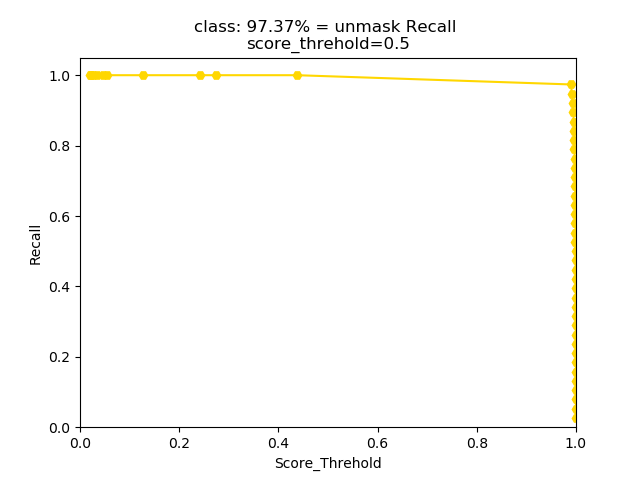 class: 97.37% = unmask Recall
score_threhold=0.5
1.0
0.8
0.6
0.4
0.2
0.0
Recall
0.0 0.2 0.4 0.6 0.8 1.0
Score_Threhold